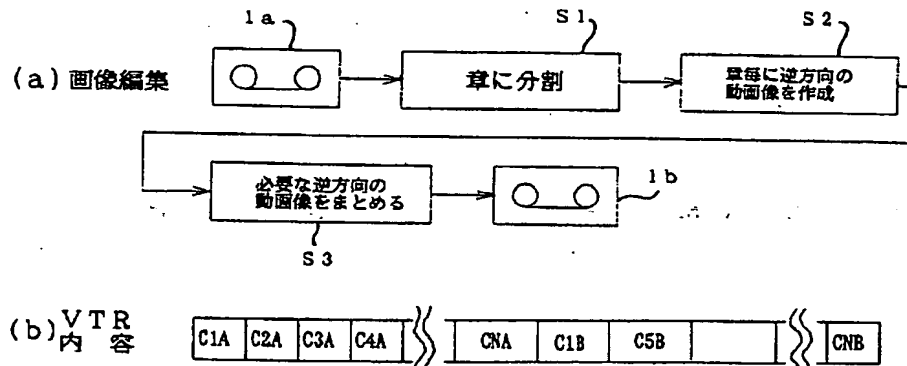 1a
S1
S2
(a) 画像編集
章に分割
章毎に逆方向の
動画像を作成
必要な逆方向の
動画像をまとめる
1b
S3
(b) VTR
内 容
C1A C2A C3A C4A CNA C1B C5B CNB